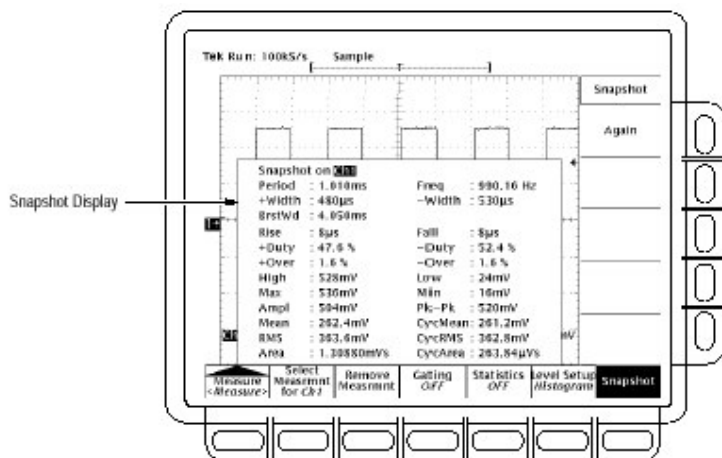 Tek Run: 100kS/s Sample
Snapshot
Again
Snapshot Display
Snapshot on Ch1
Period : 1.010ms Freq : 990.16 Hz
+Width : 480µs −Width : 530µs
BrstWd : 4.050ms
Rise : 8µs Fall : 8µs
+Duty : 47.6 % −Duty : 52.4 %
+Over : 1.6 % −Over : 1.6 %
High : 528mV Low : 24mV
Max : 536mV Min : 16mV
Ampl : 504mV Pk−Pk : 520mV
Mean : 262.4mV CycMean: 261.2mV
RMS : 363.6mV CycRMS : 362.8mV
Area : 1.30880mVs CycArea : 263.84µVs
Measure <Measure>
Select Measrmnt for Ch1
Remove Measrmnt
Gating OFF
Statistics OFF
Level Setup Histogram
Snapshot